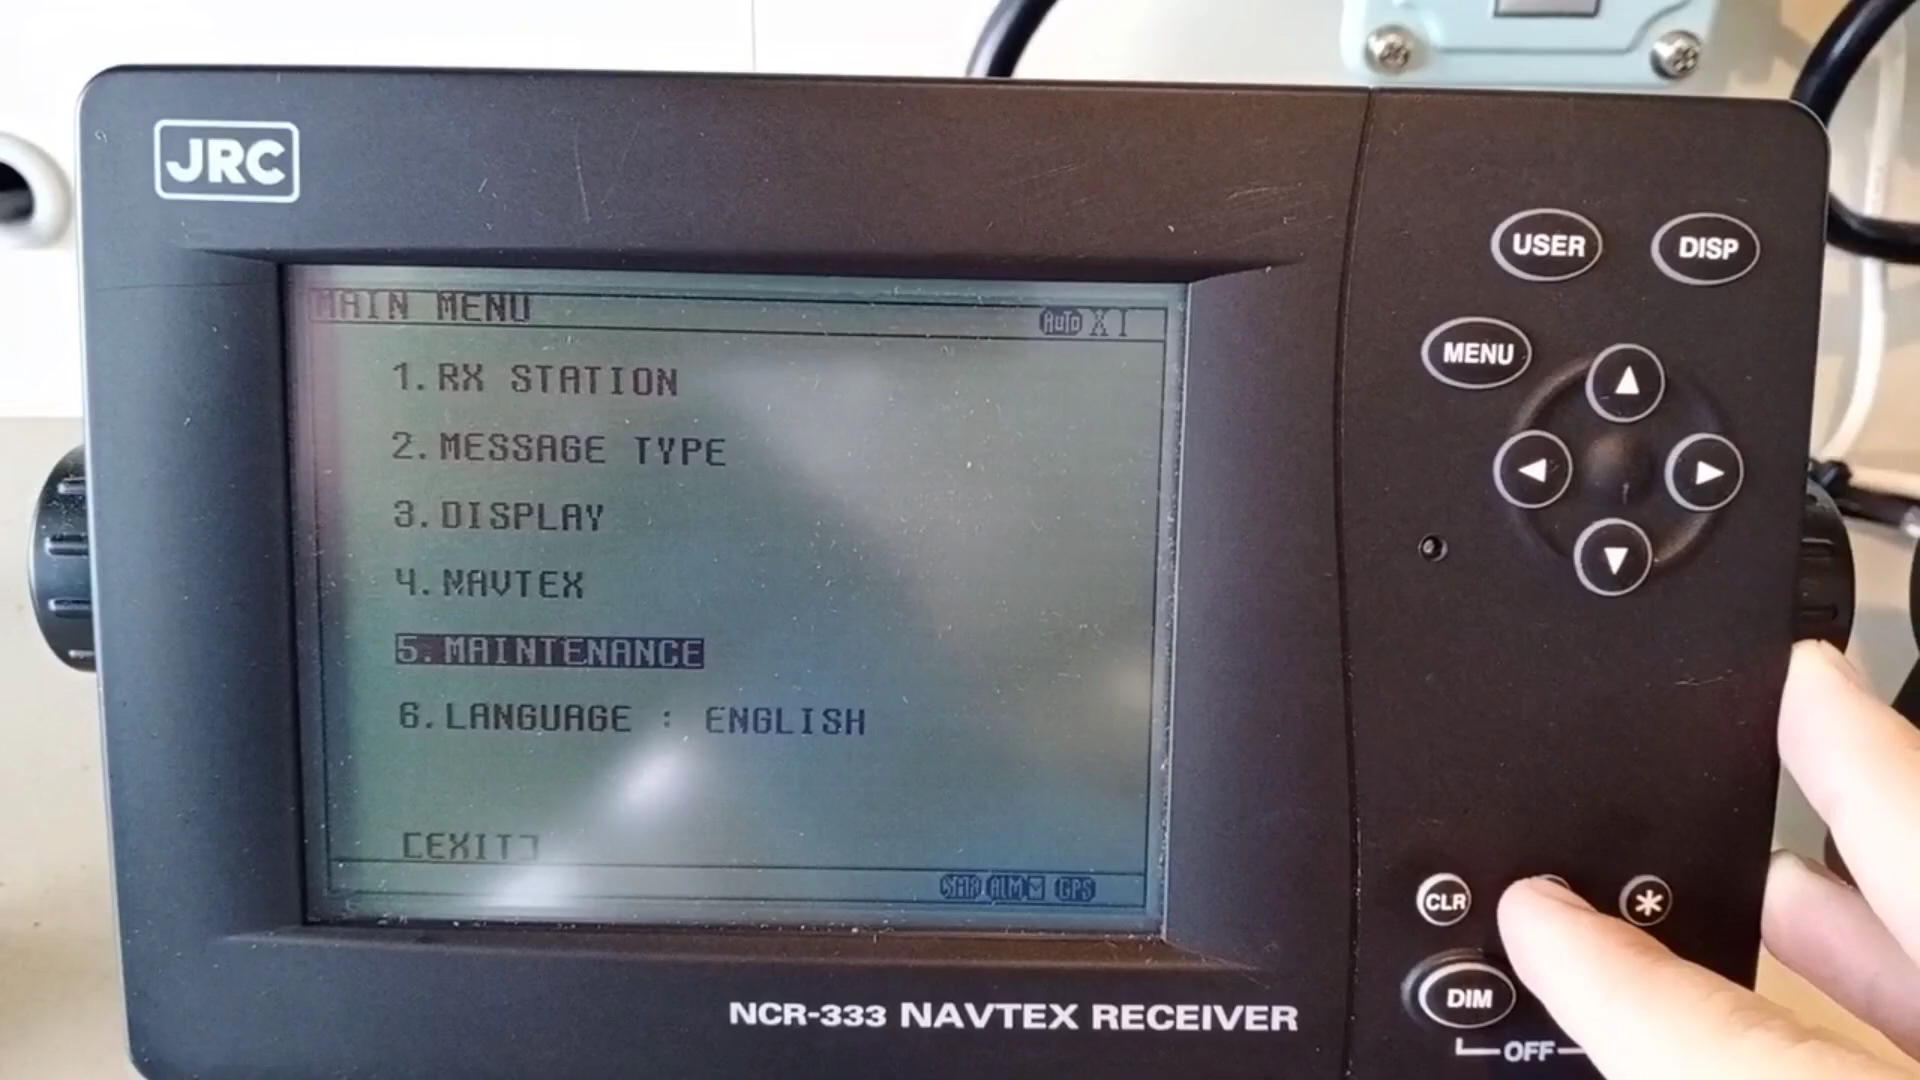 JRC
MAIN MENU
AUTO X I
1.RX STATION
2.MESSAGE TYPE
3.DISPLAY
4.NAVTEX
5.MAINTENANCE
6.LANGUAGE : ENGLISH
[EXIT]
ALM GPS
NCR-333 NAVTEX RECEIVER
USER
DISP
MENU
CLR
DIM
OFF